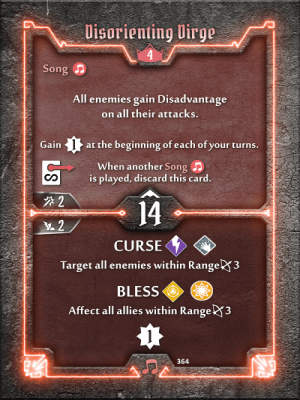 Disorienting Dirge
4
Song
All enemies gain Disadvantage
on all their attacks.
Gain 1 at the beginning of each of your turns.
When another Song
is played, discard this card.
2
14
2
CURSE
Target all enemies within Range 3
BLESS
Affect all allies within Range 3
1
364